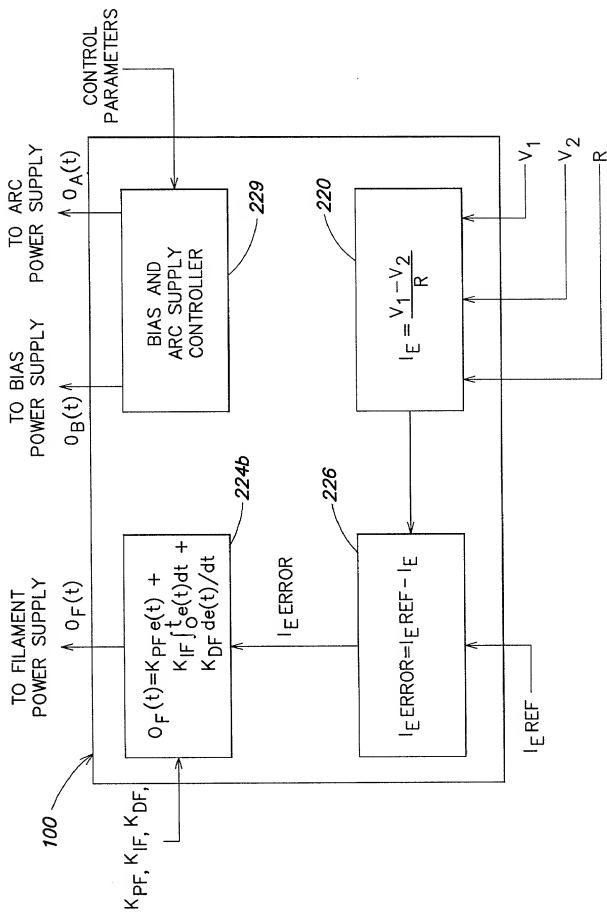 TO FILAMENT
POWER SUPPLY
O_F(t)
TO BIAS
POWER SUPPLY
O_B(t)
TO ARC
POWER SUPPLY
O_A(t)
100
K_PF, K_IF, K_DF,
O_F(t)=K_PF e(t) +
K_IF ∫_O^t e(t)dt +
K_DF de(t)/dt
224b
BIAS AND
ARC SUPPLY
CONTROLLER
229
CONTROL
PARAMETERS
I_E ERROR
226
I_E ERROR=I_E REF - I_E
220
I_E = (V_1-V_2)/R
I_E REF
R
V_2
V_1